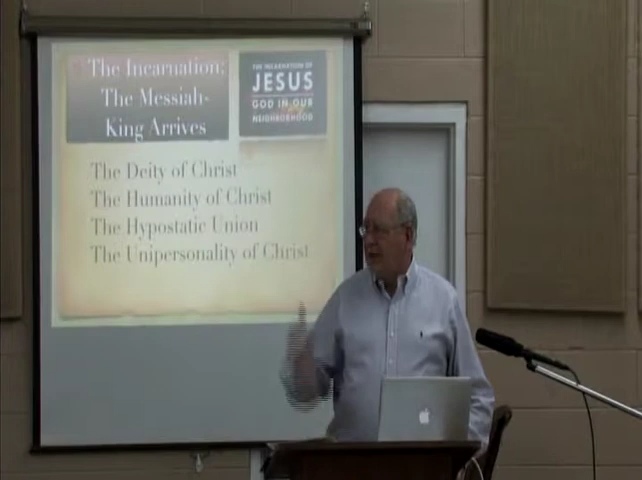 The Incarnation:
The Messiah-
King Arrives
THE INCARNATION OF
JESUS
GOD IN OUR
NEIGHBORHOOD
The Deity of Christ
The Humanity of Christ
The Hypostatic Union
The Unipersonality of Christ